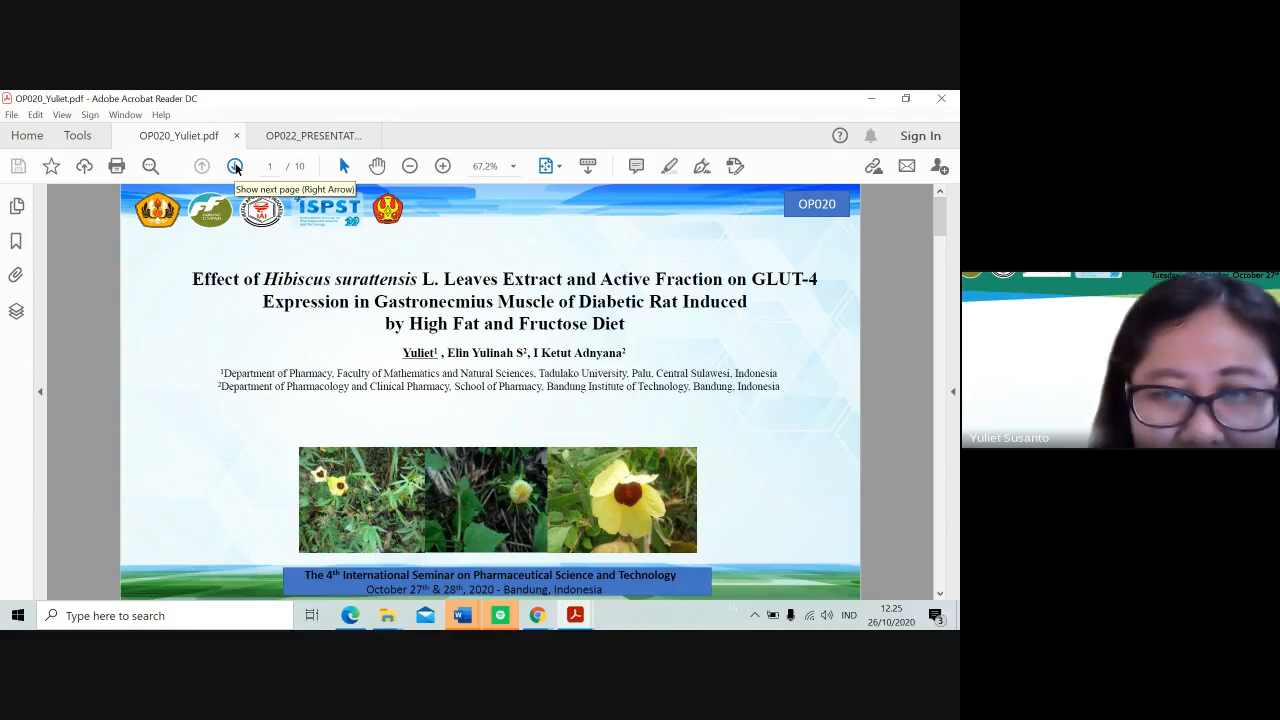 OP020_Yuliet.pdf - Adobe Acrobat Reader DC
File Edit View Sign Window Help
Home Tools OP020_Yuliet.pdf × OP022_PRESENTAT... Sign In
1 / 10 67,2%
Show next page (Right Arrow)
IAI
ISPST
OP020
Effect of Hibiscus surattensis L. Leaves Extract and Active Fraction on GLUT-4
Expression in Gastronecmius Muscle of Diabetic Rat Induced
by High Fat and Fructose Diet
Yuliet¹ , Elin Yulinah S², I Ketut Adnyana²
¹Department of Pharmacy, Faculty of Mathematics and Natural Sciences, Tadulako University, Palu, Central Sulawesi, Indonesia
²Department of Pharmacology and Clinical Pharmacy, School of Pharmacy, Bandung Institute of Technology, Bandung, Indonesia
The 4th International Seminar on Pharmaceutical Science and Technology
October 27th & 28th, 2020 - Bandung, Indonesia
Type here to search
IND
12.25
26/10/2020
3
October 27th
Yuliet Susanto